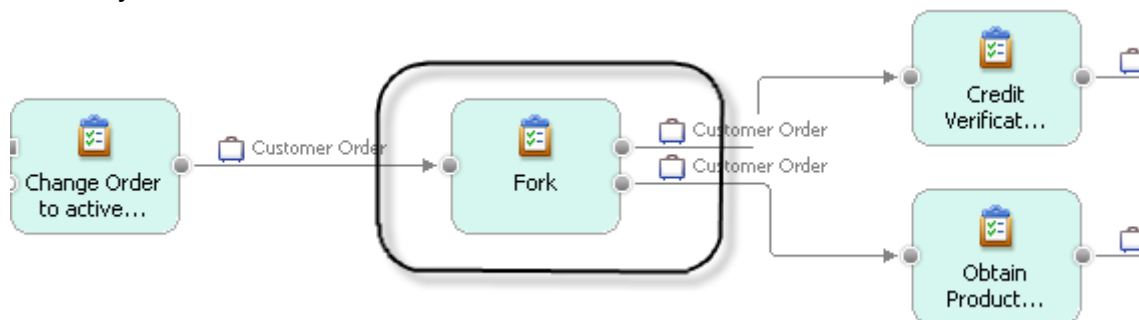 Change Order
to active...
Customer Order
Fork
Customer Order
Customer Order
Credit
Verificat...
Obtain
Product...